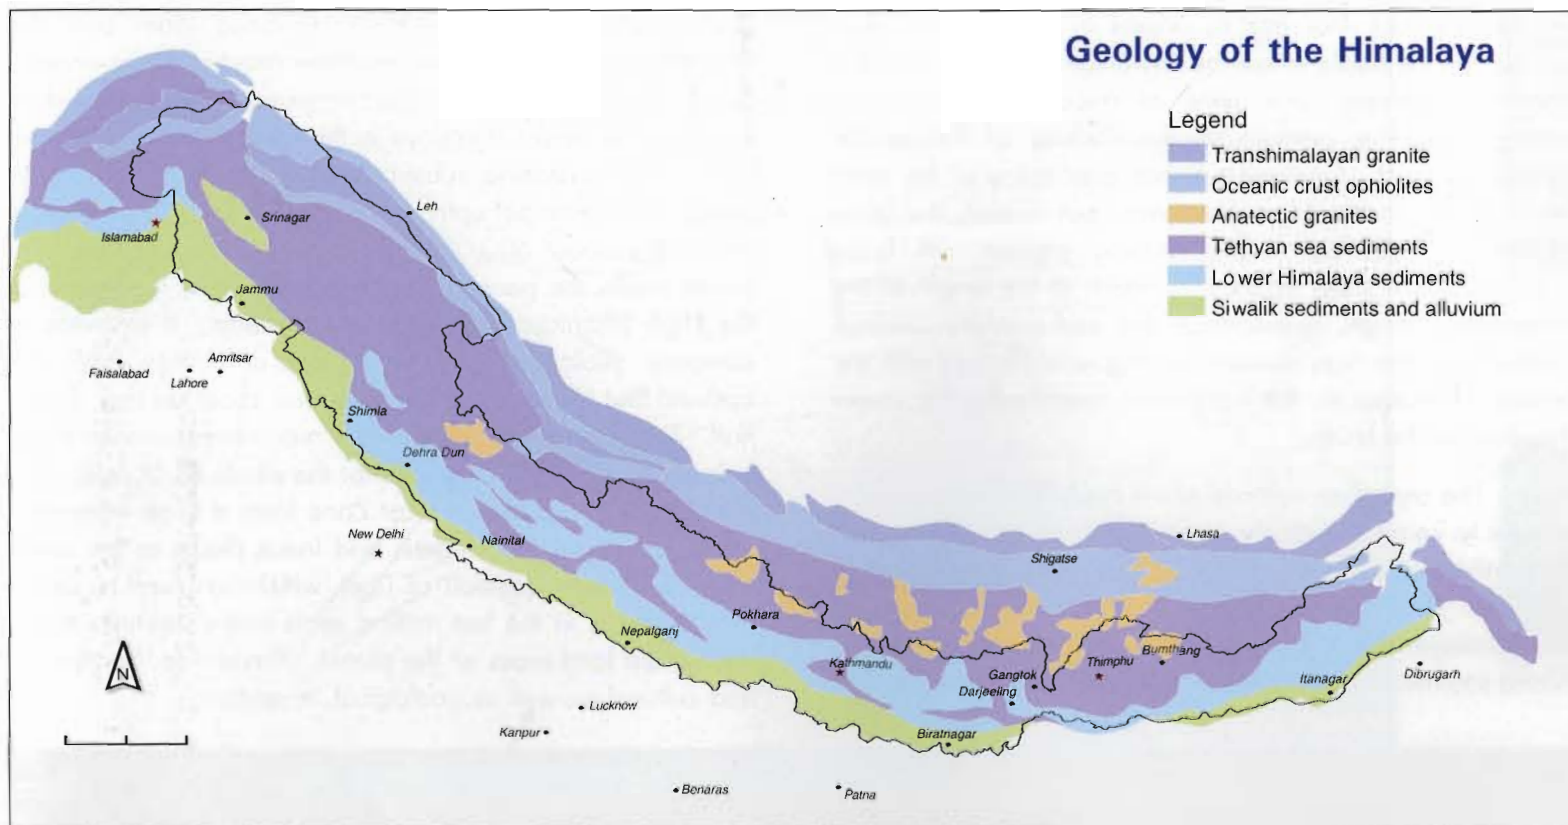 Geology of the Himalaya
Legend
Transhimalayan granite
Oceanic crust ophiolites
Anatectic granites
Tethyan sea sediments
Lower Himalaya sediments
Siwalik sediments and alluvium
Leh
Srinagar
Islamabad
Jammu
Amritsar
Faisalabad
Lahore
Shimla
Dehra Dun
New Delhi
Nainital
Lhasa
Shigatse
Pokhara
Nepalganj
Kathmandu
Bumthang
Thimphu
Gangtok
Darjeeling
Itanagar
Dibrugarh
N
Lucknow
Kanpur
Biratnagar
Benaras
Patna